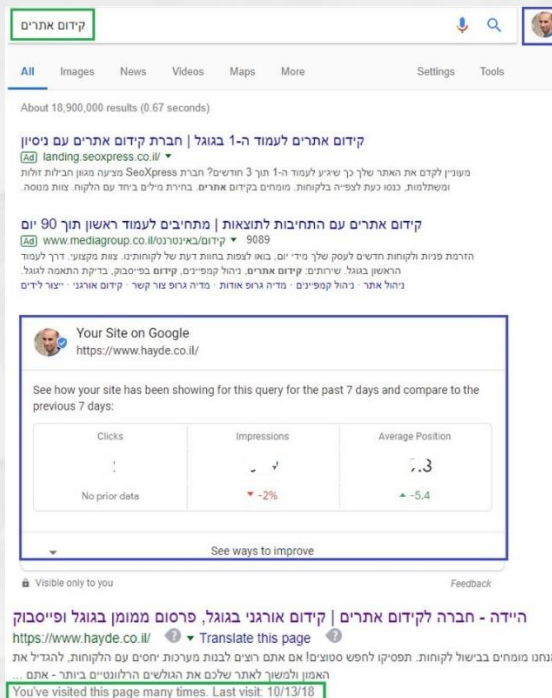 קידום אתרים
All Images News Videos Maps More Settings Tools
About 18,900,000 results (0.67 seconds)
קידום אתרים לעמוד ה-1 בגוגל | חברת קידום אתרים עם ניסיון
Ad landing.seoxpress.co.il/
מעוניין לקדם את האתר שלך כך שיגיע לעמוד ה-1 תוך 3 חודשים? חברת SeoXpress מציעה מגוון חבילות זולות
ומשתלמות, כנסו כעת לצפייה בלקוחות. מומחים בקידום אתרים. בחירת מילים ביחד עם הלקוח. צוות מנוסה.
קידום אתרים עם התחיבות לתוצאות | מתחיבים לעמוד ראשון תוך 90 יום
Ad www.mediagroup.co.il/קידום/באינטרנט 9089
הזרמת פניות ולקוחות חדשים לעסק שלך מידי יום, בואו לצפות בחוות דעת של לקוחותינו. צוות מקצועי. דרך לעמוד
הראשון בגוגל. שירותים: קידום אתרים, ניהול קמפיינים, קידום בפייסבוק, בדיקת התאמה לגוגל.
ניהול אתר · ניהול קמפיינים · מדיה גרופ אודות · מדיה גרופ צור קשר · קידום אורגני · ייצור לידים
Your Site on Google
https://www.hayde.co.il/
See how your site has been showing for this query for the past 7 days and compare to the
previous 7 days:
Clicks Impressions Average Position
No prior data -2% -5.4
See ways to improve
Visible only to you Feedback
היידה - חברה לקידום אתרים | קידום אורגני בגוגל, פרסום ממומן בגוגל ופייסבוק
https://www.hayde.co.il/ Translate this page
אנחנו מומחים בבישול לקוחות. תפסיקו לחפש סטוצים! אם אתם רוצים לבנות מערכות יחסים עם הלקוחות, להגדיל את
האמון ולמשוך לאתר שלכם את הגולשים הרלוונטיים ביותר - אתם ...
You've visited this page many times. Last visit: 10/13/18